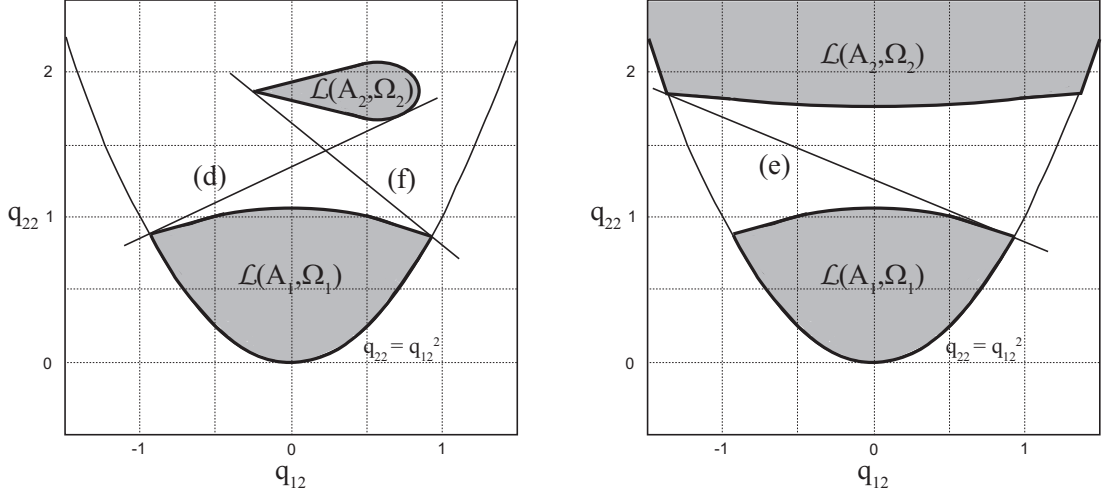 2
ℒ(A₂,Ω₂)
(d)
(f)
q₂₂
1
ℒ(A₁,Ω₁)
q₂₂ = q₁₂²
0
-1
0
1
q₁₂
2
ℒ(A₂,Ω₂)
(e)
q₂₂
1
ℒ(A₁,Ω₁)
q₂₂ = q₁₂²
0
-1
0
1
q₁₂